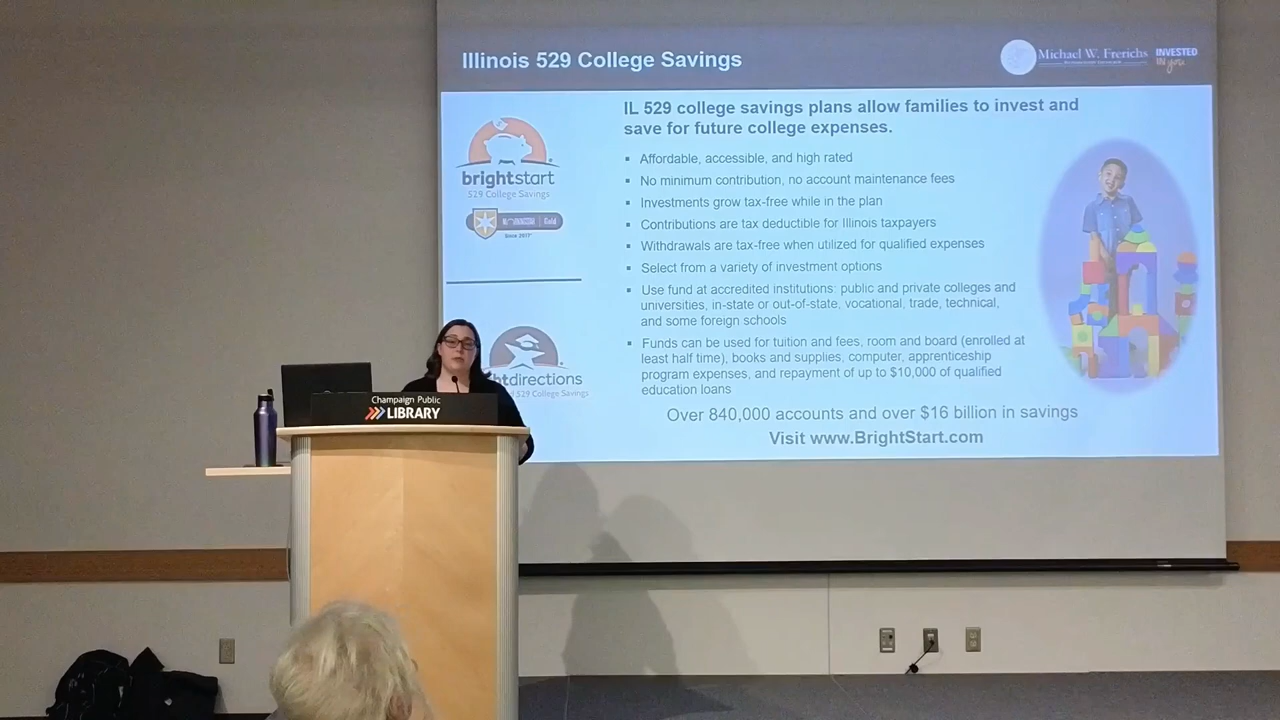 Illinois 529 College Savings
Michael W. Frerichs
INVESTED
IN you
IL 529 college savings plans allow families to invest and
save for future college expenses.
brightstart
529 College Savings
Since 2017
▪ Affordable, accessible, and high rated
▪ No minimum contribution, no account maintenance fees
▪ Investments grow tax-free while in the plan
▪ Contributions are tax deductible for Illinois taxpayers
▪ Withdrawals are tax-free when utilized for qualified expenses
▪ Select from a variety of investment options
▪ Use fund at accredited institutions: public and private colleges and
universities, in-state or out-of-state, vocational, trade, technical,
and some foreign schools
▪ Funds can be used for tuition and fees, room and board (enrolled at
least half time), books and supplies, computer, apprenticeship
program expenses, and repayment of up to $10,000 of qualified
education loans
htdirections
529 College Savings
Over 840,000 accounts and over $16 billion in savings
Visit www.BrightStart.com
Champaign Public
LIBRARY